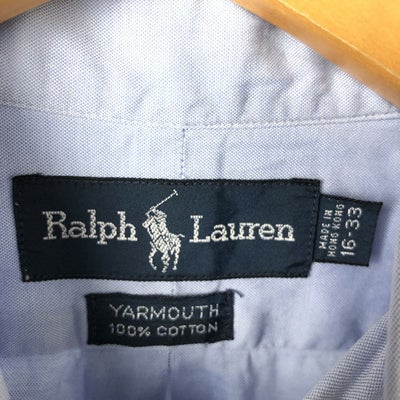 Ralph Lauren
MADE IN
HONG KONG
16-33
YARMOUTH
100% COTTON